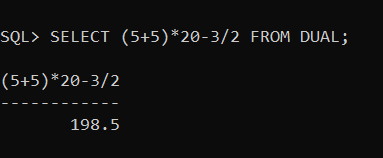 SQL> SELECT (5+5)*20-3/2 FROM DUAL;
(5+5)*20-3/2
------------
198.5